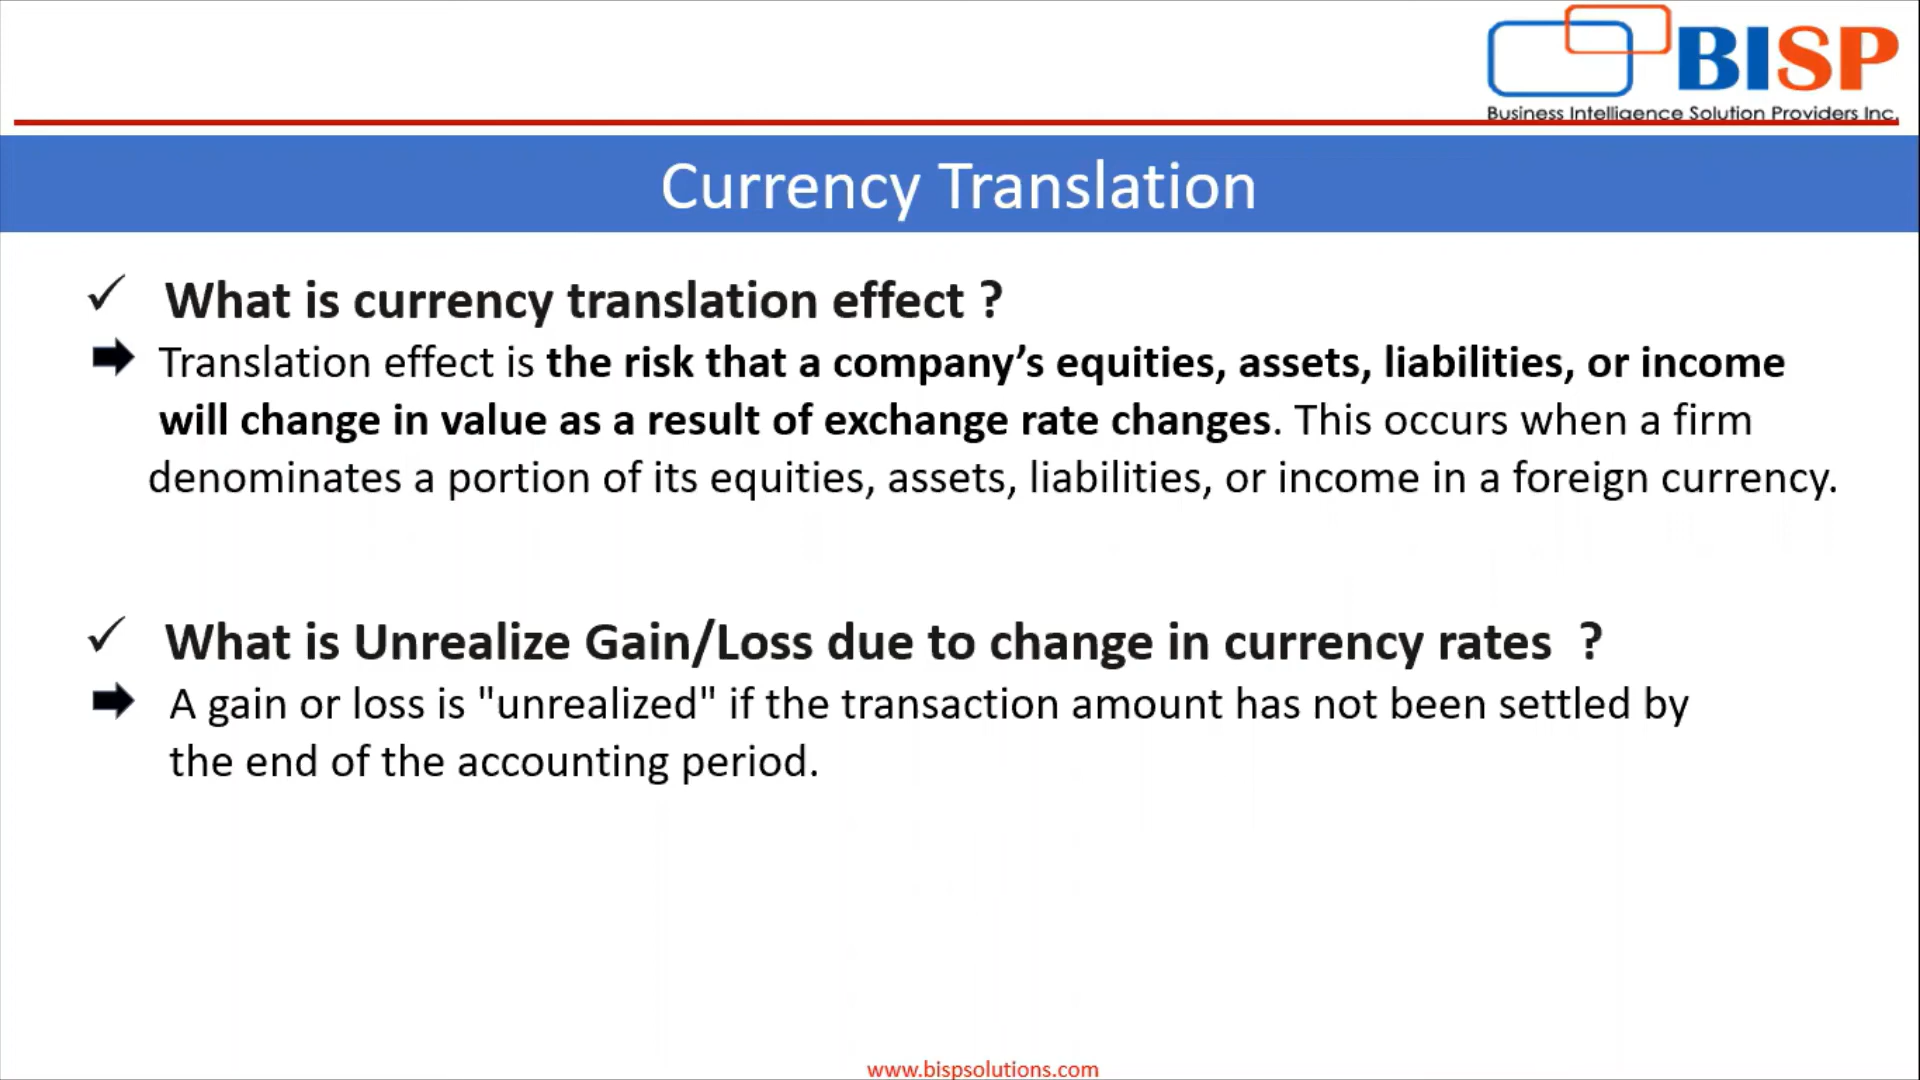 BISP
Business Intelligence Solution Providers Inc.
Currency Translation
✓ What is currency translation effect ?
Translation effect is the risk that a company’s equities, assets, liabilities, or income
will change in value as a result of exchange rate changes. This occurs when a firm
denominates a portion of its equities, assets, liabilities, or income in a foreign currency.
✓ What is Unrealize Gain/Loss due to change in currency rates ?
A gain or loss is "unrealized" if the transaction amount has not been settled by
the end of the accounting period.
www.bispsolutions.com